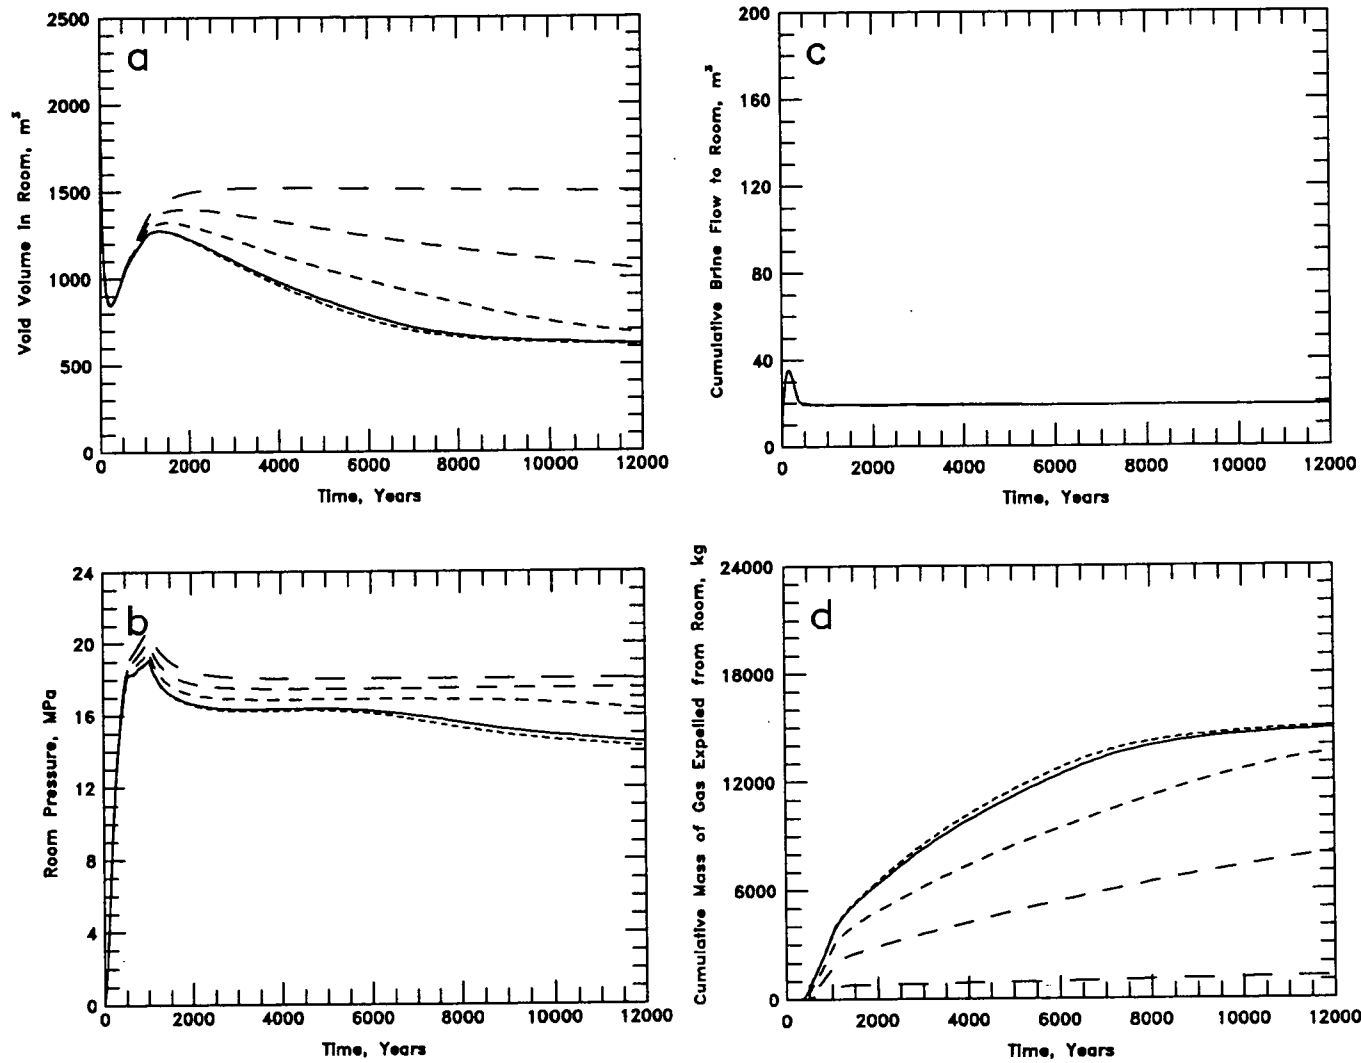 a
Void Volume In Room, m³
2500
2000
1500
1000
500
0
0 2000 4000 6000 8000 10000 12000
Time, Years
c
Cumulative Brine Flow to Room, m³
200
160
120
80
40
0
0 2000 4000 6000 8000 10000 12000
Time, Years
b
Room Pressure, MPa
24
20
16
12
8
4
0
0 2000 4000 6000 8000 10000 12000
Time, Years
d
Cumulative Mass of Gas Expelled from Room, kg
24000
18000
12000
6000
0
0 2000 4000 6000 8000 10000 12000
Time, Years